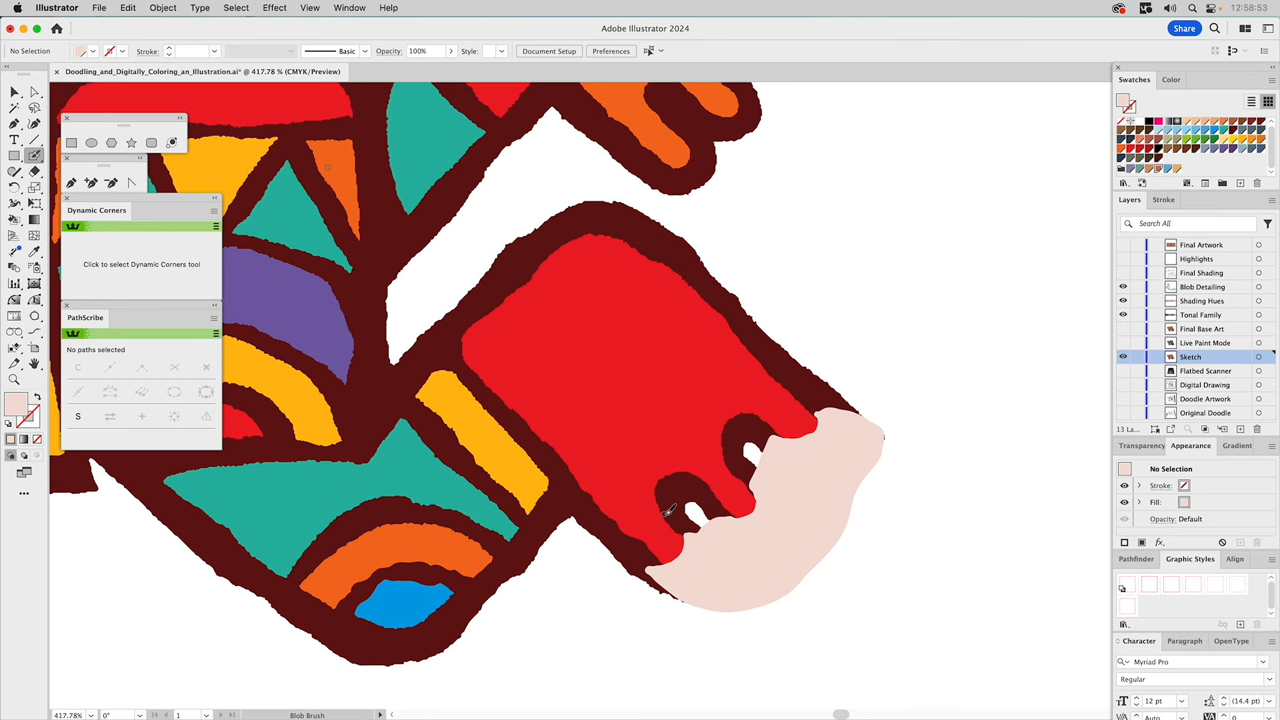 Illustrator File Edit Object Type Select Effect View Window Help 12:58:53
Adobe Illustrator 2024
Share
No Selection Stroke: Basic Opacity: 100% Style: Document Setup Preferences
Doodling_and_Digitally_Coloring_an_Illustration.ai* @ 417.78 % (CMYK/Preview)
Swatches Color
Dynamic Corners
Click to select Dynamic Corners tool
PathScribe
No paths selected
C
S
Layers Stroke
Search All
Final Artwork
Highlights
Final Shading
Blob Detailing
Shading Hues
Tonal Family
Final Base Art
Live Paint Mode
Sketch
Flatbed Scanner
Digital Drawing
Doodle Artwork
Original Doodle
13 La...
Transparency Appearance Gradient
No Selection
Stroke:
Fill:
Opacity: Default
fx
Pathfinder Graphic Styles Align
Character Paragraph OpenType
Myriad Pro
Regular
12 pt (14.4 pt)
Auto 0
417.78% 0° 1 Blob Brush